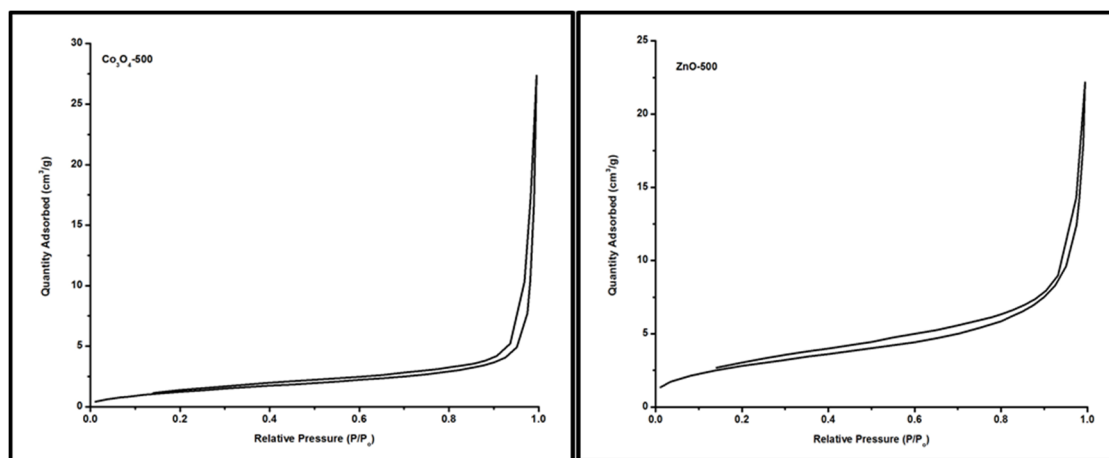 Co₃O₄-500
Quantity Adsorbed (cm³/g)
30
25
20
15
10
5
0
0.0 0.2 0.4 0.6 0.8 1.0
Relative Pressure (P/P₀)
ZnO-500
Quantity Adsorbed (cm³/g)
25
20
15
10
5
0
0.0 0.2 0.4 0.6 0.8 1.0
Relative Pressure (P/P₀)